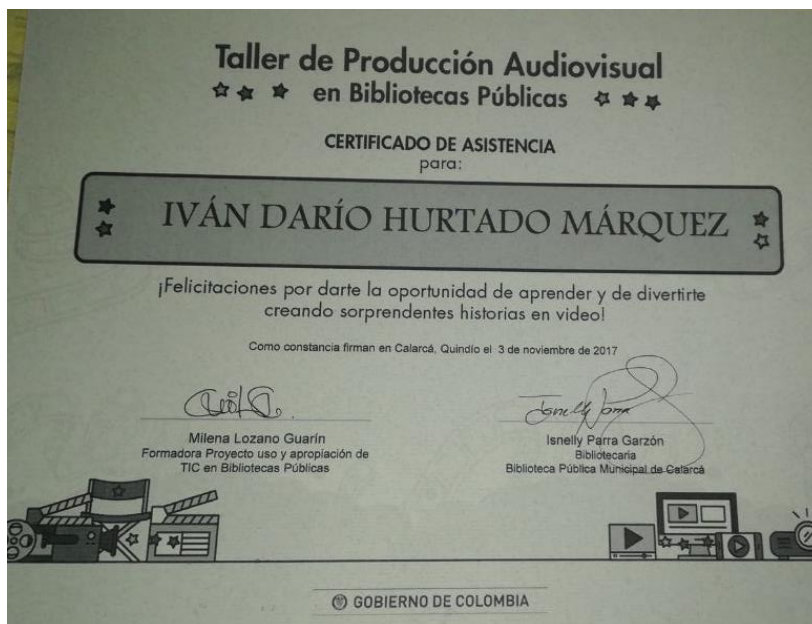 Taller de Producción Audiovisual
en Bibliotecas Públicas
CERTIFICADO DE ASISTENCIA
para:
IVÁN DARÍO HURTADO MÁRQUEZ
¡Felicitaciones por darte la oportunidad de aprender y de divertirte
creando sorprendentes historias en video!
Como constancia firman en Calarcá, Quindío el 3 de noviembre de 2017
Isnelly Parra
Milena Lozano Guarín
Formadora Proyecto uso y apropiación de
TIC en Bibliotecas Públicas
Isnelly Parra Garzón
Bibliotecaria
Biblioteca Pública Municipal de Calarcá
GOBIERNO DE COLOMBIA